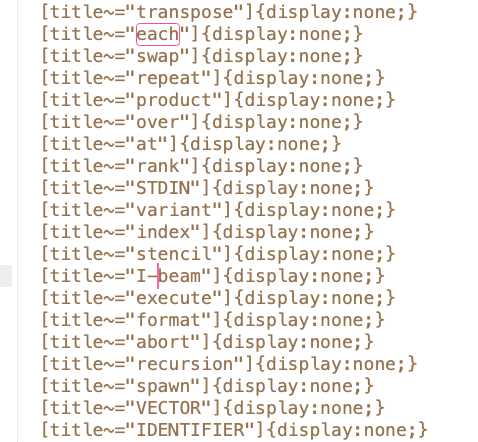 [title~="transpose"]{display:none;}
[title~="each"]{display:none;}
[title~="swap"]{display:none;}
[title~="repeat"]{display:none;}
[title~="product"]{display:none;}
[title~="over"]{display:none;}
[title~="at"]{display:none;}
[title~="rank"]{display:none;}
[title~="STDIN"]{display:none;}
[title~="variant"]{display:none;}
[title~="index"]{display:none;}
[title~="stencil"]{display:none;}
[title~="I-beam"]{display:none;}
[title~="execute"]{display:none;}
[title~="format"]{display:none;}
[title~="abort"]{display:none;}
[title~="recursion"]{display:none;}
[title~="spawn"]{display:none;}
[title~="VECTOR"]{display:none;}
[title~="IDENTIFIER"]{display:none;}